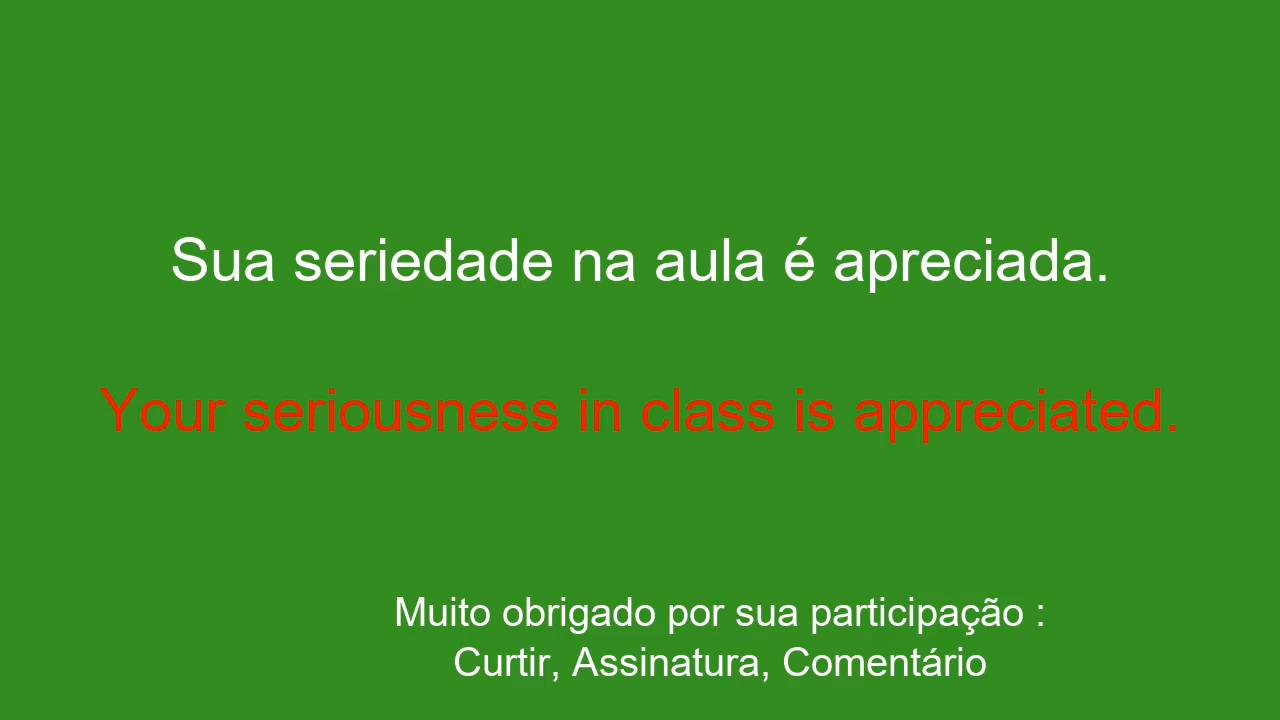 Sua seriedade na aula é apreciada.
Your seriousness in class is appreciated.
Muito obrigado por sua participação :
Curtir, Assinatura, Comentário